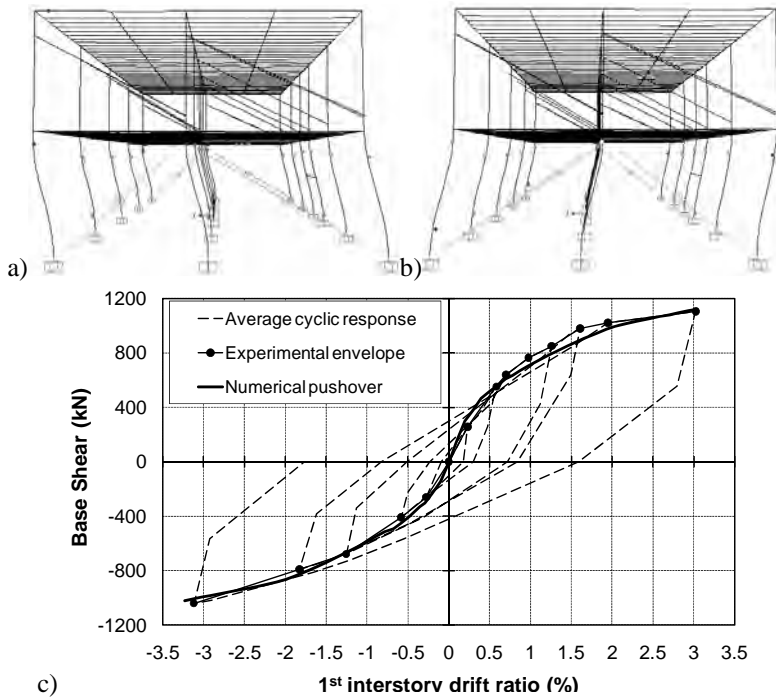 a)
b)
1200
800
400
0
-400
-800
-1200
Base Shear (kN)
Average cyclic response
Experimental envelope
Numerical pushover
-3.5 -3 -2.5 -2 -1.5 -1 -0.5 0 0.5 1 1.5 2 2.5 3 3.5
c)
1st interstory drift ratio (%)